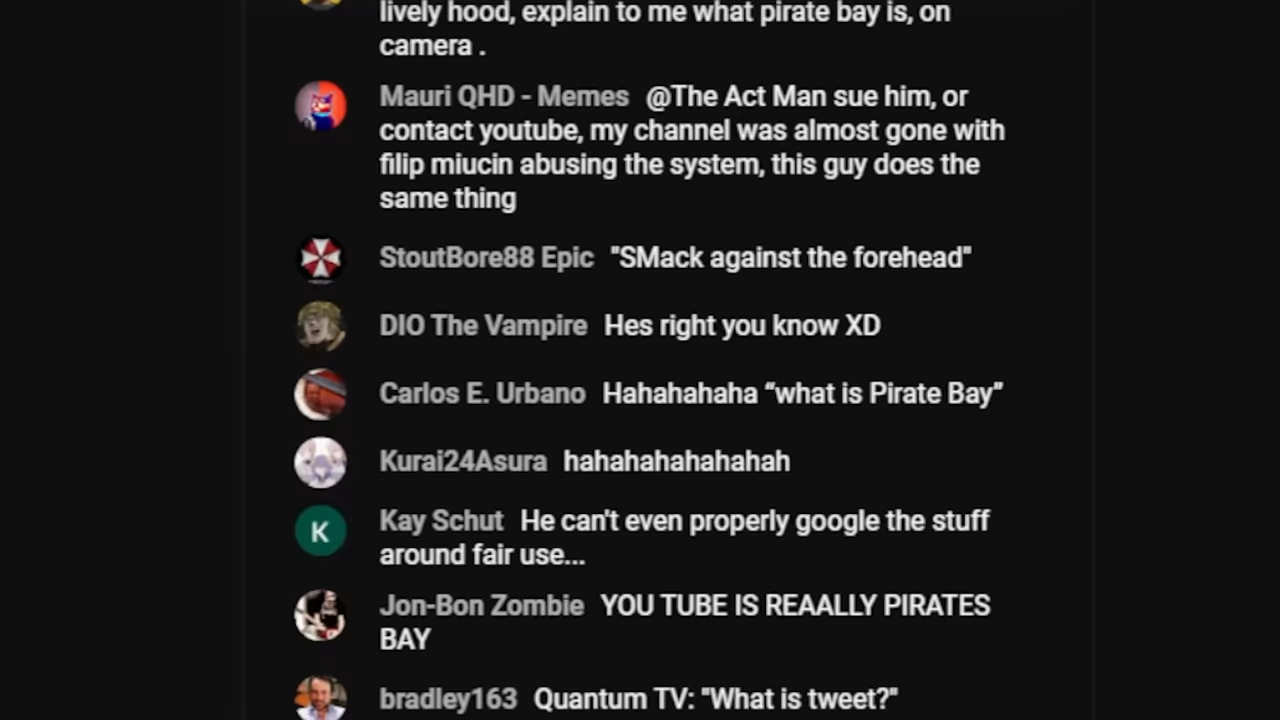 lively hood, explain to me what pirate bay is, on
camera .
Mauri QHD - Memes @The Act Man sue him, or
contact youtube, my channel was almost gone with
filip miucin abusing the system, this guy does the
same thing
StoutBore88 Epic "SMack against the forehead"
DIO The Vampire Hes right you know XD
Carlos E. Urbano Hahahahaha “what is Pirate Bay”
Kurai24Asura hahahahahahahah
K Kay Schut He can't even properly google the stuff
around fair use...
Jon-Bon Zombie YOU TUBE IS REAALLY PIRATES
BAY
bradley163 Quantum TV: "What is tweet?"